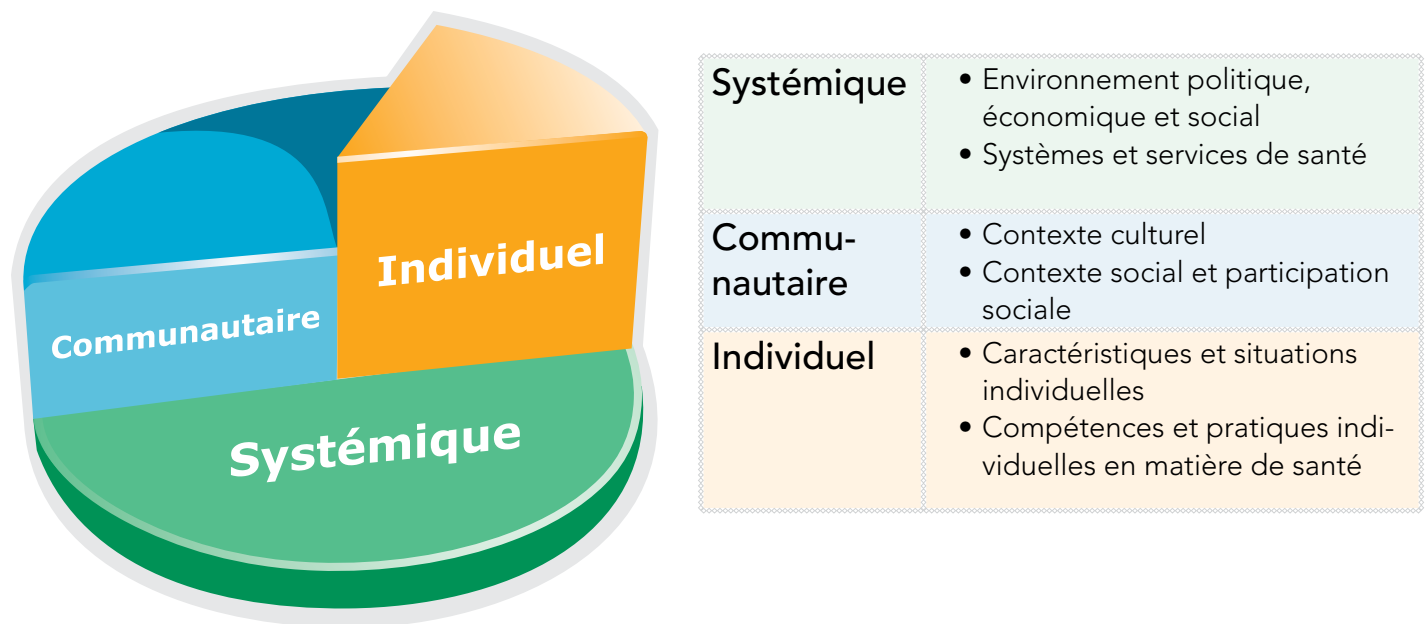 Individuel
Communautaire
Systémique
Systémique
• Environnement politique,
économique et social
• Systèmes et services de santé
Commu-
nautaire
• Contexte culturel
• Contexte social et participation
sociale
Individuel
• Caractéristiques et situations
individuelles
• Compétences et pratiques indi-
viduelles en matière de santé